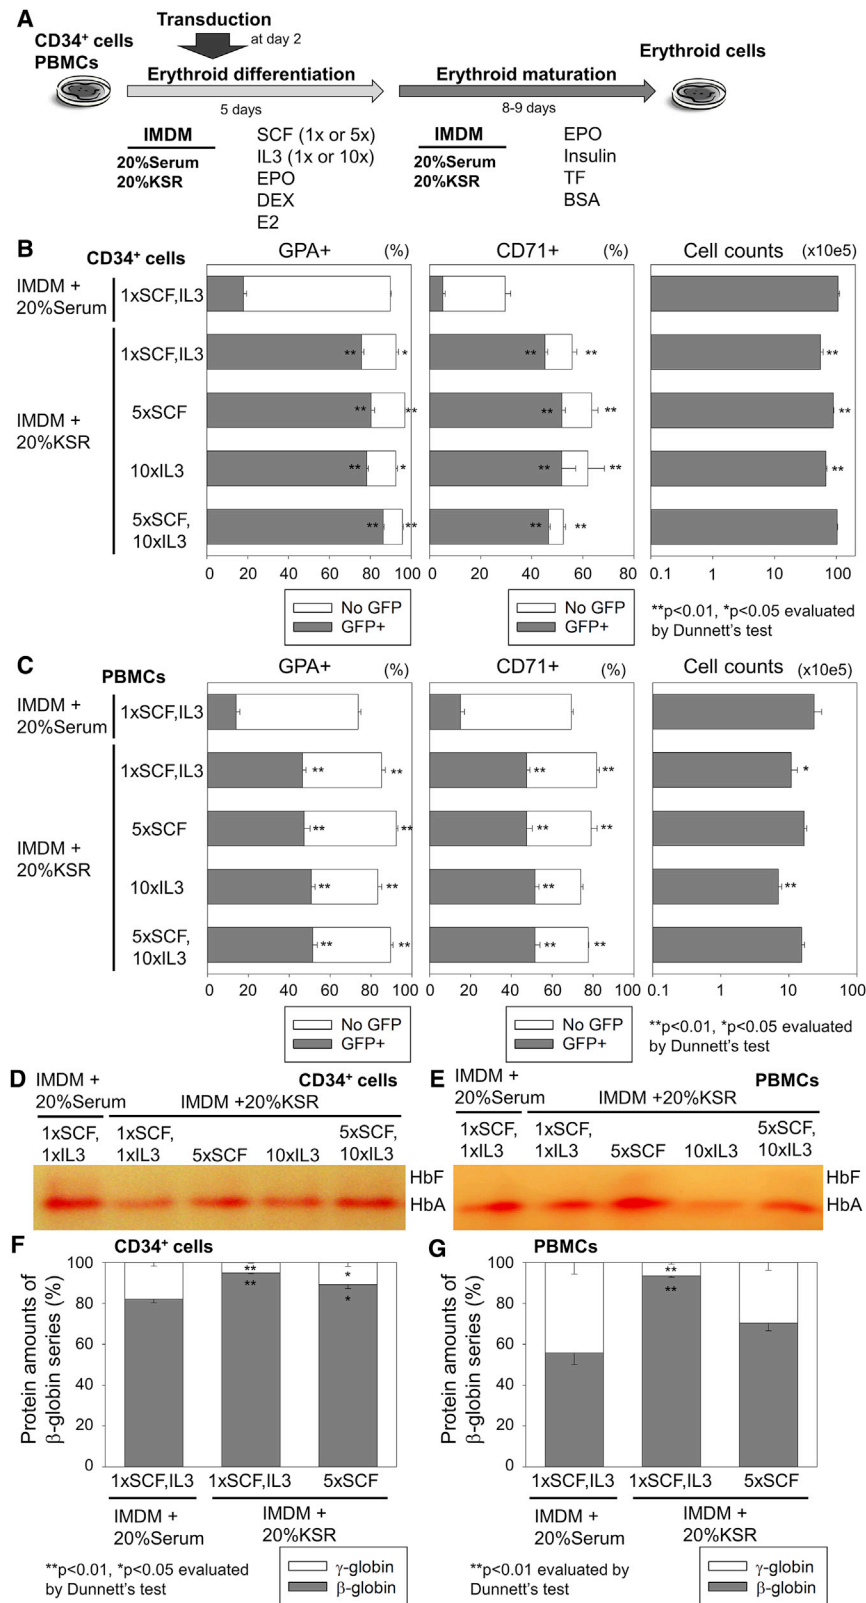 A
Transduction
at day 2
CD34+ cells
PBMCs
Erythroid differentiation
5 days
Erythroid maturation
8-9 days
Erythroid cells
IMDM
20%Serum
20%KSR
SCF (1x or 5x)
IL3 (1x or 10x)
EPO
DEX
E2
IMDM
20%Serum
20%KSR
EPO
Insulin
TF
BSA
B
CD34+ cells
GPA+ (%)
CD71+ (%)
Cell counts (x10e5)
IMDM +
20%Serum
1xSCF,IL3
IMDM +
20%KSR
1xSCF,IL3
** * ** ** **
5xSCF
** ** ** ** **
10xIL3
** * ** ** **
5xSCF,
10xIL3
** ** ** **
0 20 40 60 80 100
0 20 40 60 80
0.1 1 10 100
No GFP
GFP+
No GFP
GFP+
**p<0.01, *p<0.05 evaluated
by Dunnett's test
C
PBMCs
GPA+ (%)
CD71+ (%)
Cell counts (x10e5)
IMDM +
20%Serum
1xSCF,IL3
IMDM +
20%KSR
1xSCF,IL3
** ** ** ** *
5xSCF
** ** ** **
10xIL3
** ** ** **
5xSCF,
10xIL3
** ** ** **
0 20 40 60 80 100
0 20 40 60 80 100
0.1 1 10 100
No GFP
GFP+
No GFP
GFP+
**p<0.01, *p<0.05 evaluated
by Dunnett's test
D
IMDM +
20%Serum
CD34+ cells
IMDM +20%KSR
1xSCF,
1xIL3
1xSCF,
1xIL3
5xSCF
10xIL3
5xSCF,
10xIL3
HbF
HbA
E
IMDM +
20%Serum
PBMCs
IMDM +20%KSR
1xSCF,
1xIL3
1xSCF,
1xIL3
5xSCF
10xIL3
5xSCF,
10xIL3
HbF
HbA
F
CD34+ cells
Protein amounts of
β-globin series (%)
100
80
60
40
20
0
**
**
*
*
1xSCF,IL3
1xSCF,IL3
5xSCF
IMDM +
20%Serum
IMDM +
20%KSR
**p<0.01, *p<0.05 evaluated
by Dunnett's test
γ-globin
β-globin
G
PBMCs
Protein amounts of
β-globin series (%)
100
80
60
40
20
0
**
**
1xSCF,IL3
1xSCF,IL3
5xSCF
IMDM +
20%Serum
IMDM +
20%KSR
**p<0.01 evaluated by
Dunnett's test
γ-globin
β-globin